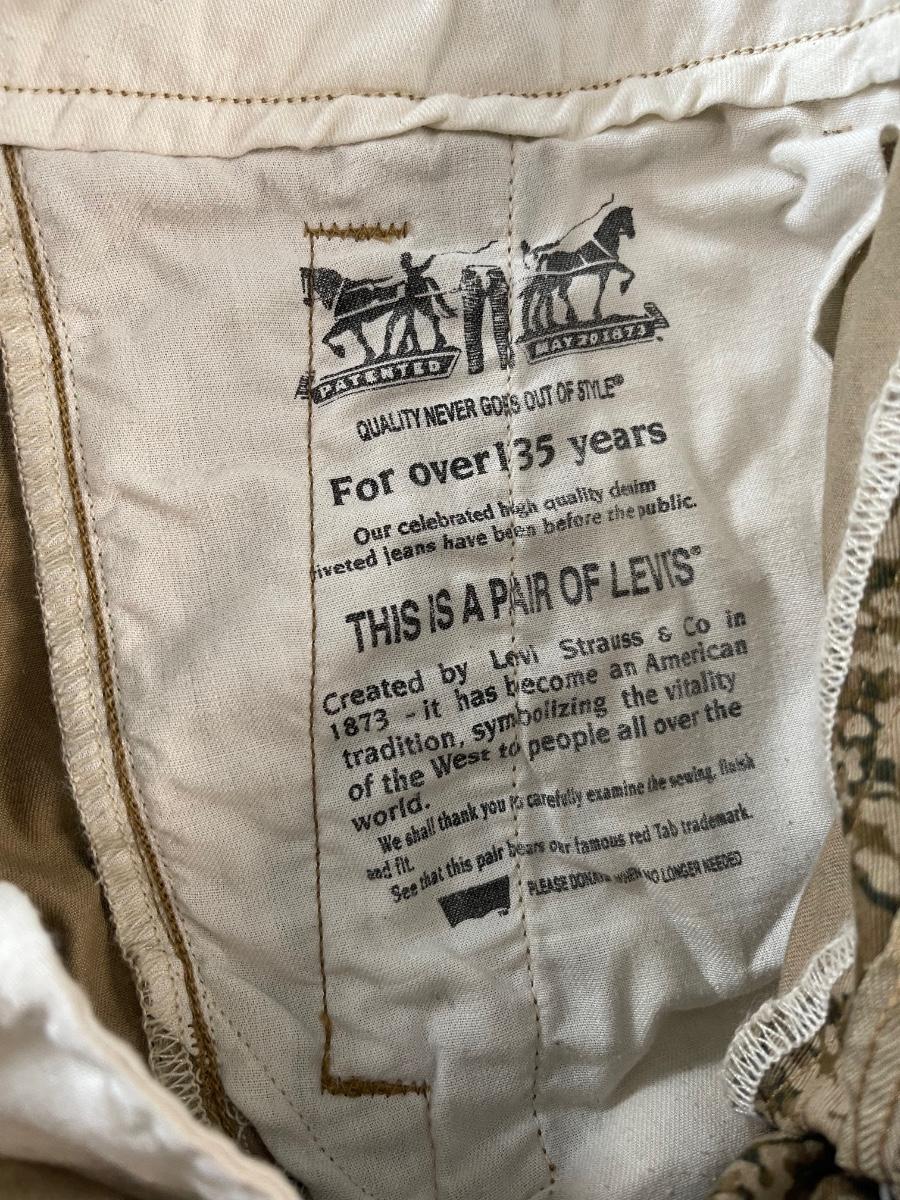 PATENTED
MAY 20 1873
QUALITY NEVER GOES OUT OF STYLE®
For over 135 years
Our celebrated high quality denim
riveted jeans have been before the public.
THIS IS A PAIR OF LEVI'S®
Created by Levi Strauss & Co in
1873 - it has become an American
tradition, symbolizing the vitality
of the West to people all over the
world.
We shall thank you to carefully examine the sewing, finish
and fit.
See that this pair bears our famous red Tab trademark.
PLEASE DONATE WHEN NO LONGER NEEDED